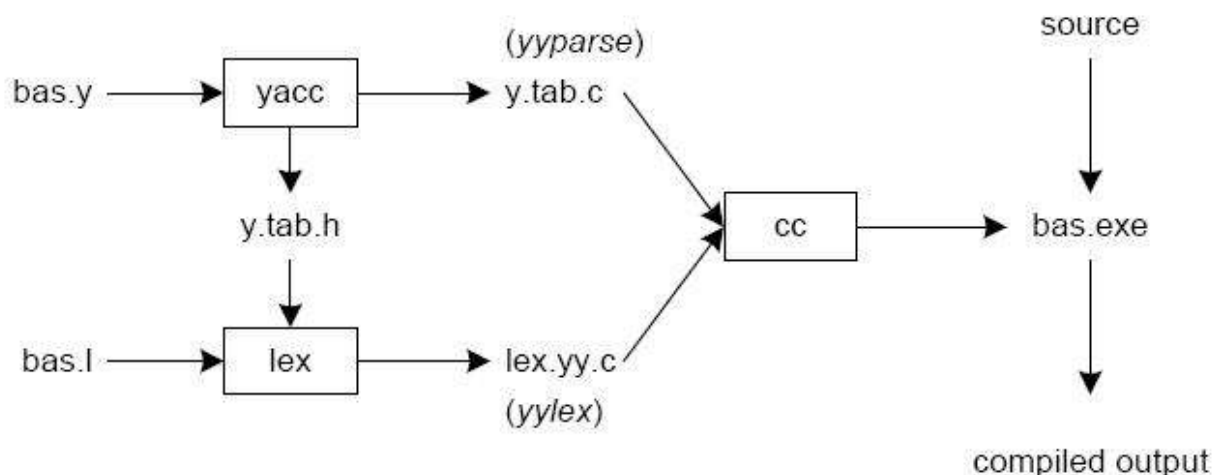 source
(yyparse)
bas.y
yacc
y.tab.c
y.tab.h
cc
bas.exe
bas.l
lex
lex.yy.c
(yylex)
compiled output